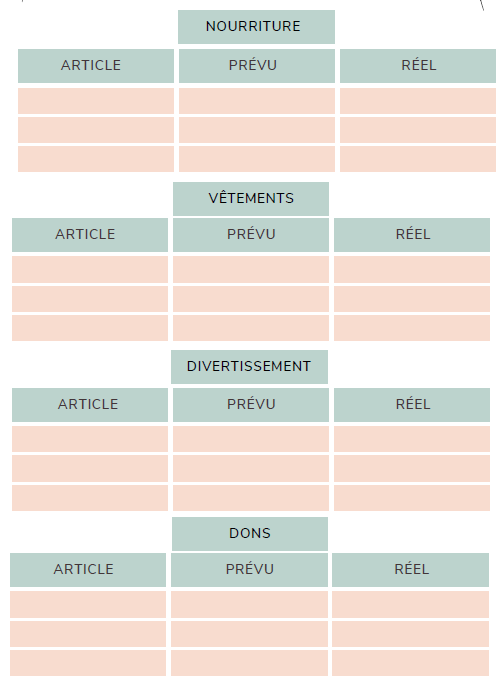 NOURRITURE
ARTICLE PRÉVU RÉEL
VÊTEMENTS
ARTICLE PRÉVU RÉEL
DIVERTISSEMENT
ARTICLE PRÉVU RÉEL
DONS
ARTICLE PRÉVU RÉEL